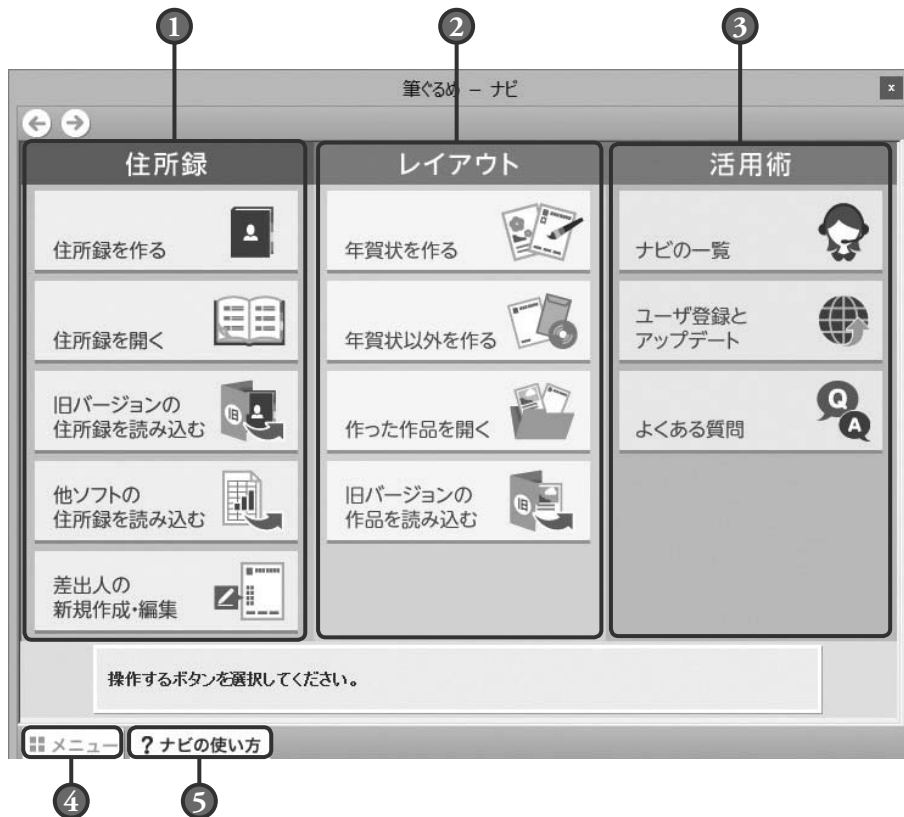 1
2
3
筆ぐるめ － ナビ
x
住所録
住所録を作る
住所録を開く
旧バージョンの
住所録を読み込む
旧
他ソフトの
住所録を読み込む
差出人の
新規作成・編集
レイアウト
年賀状を作る
年賀状以外を作る
作った作品を開く
旧バージョンの
作品を読み込む
旧
活用術
ナビの一覧
ユーザ登録と
アップデート
よくある質問
Q
A
操作するボタンを選択してください。
メニュー
? ナビの使い方
4
5